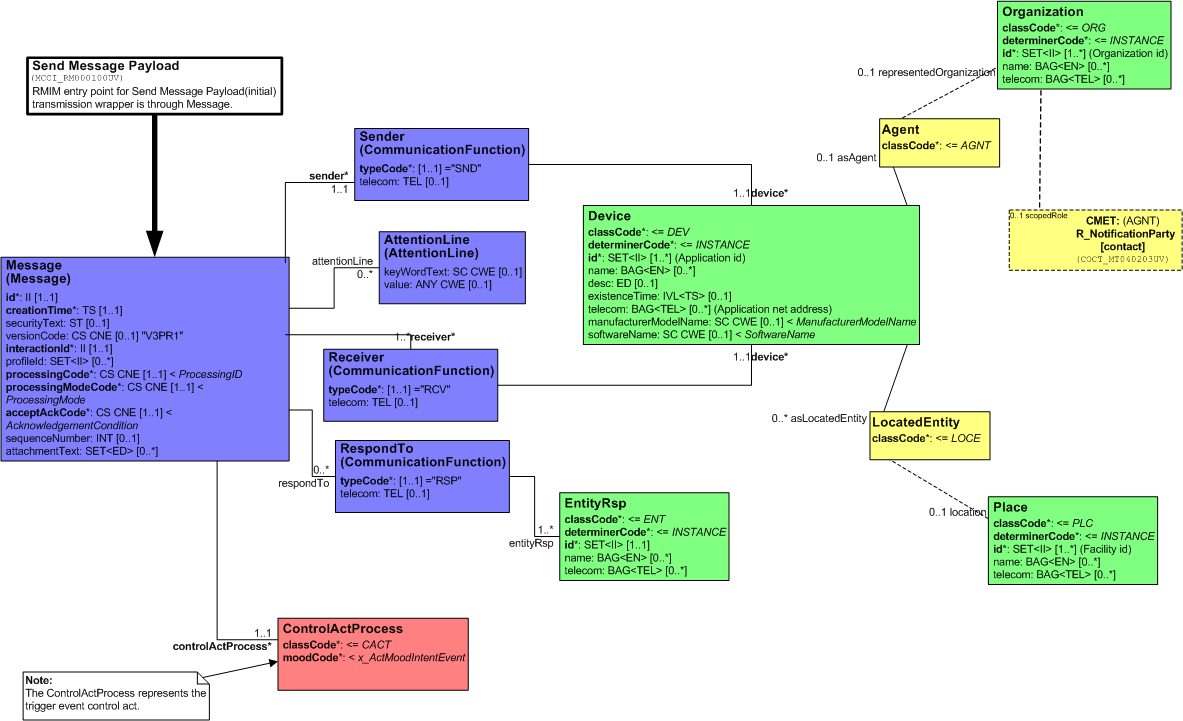 Send Message Payload
(MCCI_RM000100UV)
RMIM entry point for Send Message Payload(initial)
transmission wrapper is through Message.
Message
(Message)
id*: II [1..1]
creationTime*: TS [1..1]
securityText: ST [0..1]
versionCode: CS CNE [0..1] "V3PR1"
interactionId*: II [1..1]
profileId: SET<II> [0..*]
processingCode*: CS CNE [1..1] < ProcessingID
processingModeCode*: CS CNE [1..1] <
ProcessingMode
acceptAckCode*: CS CNE [1..1] <
AcknowledgementCondition
sequenceNumber: INT [0..1]
attachmentText: SET<ED> [0..*]
sender*
1..1
Sender
(CommunicationFunction)
typeCode*: [1..1] ="SND"
telecom: TEL [0..1]
attentionLine
0..*
AttentionLine
(AttentionLine)
keyWordText: SC CWE [0..1]
value: ANY CWE [0..1]
1..*receiver*
Receiver
(CommunicationFunction)
typeCode*: [1..1] ="RCV"
telecom: TEL [0..1]
0..*
respondTo
RespondTo
(CommunicationFunction)
typeCode*: [1..1] ="RSP"
telecom: TEL [0..1]
1..*
entityRsp
EntityRsp
classCode*: <= ENT
determinerCode*: <= INSTANCE
id*: SET<II> [1..1]
name: BAG<EN> [0..*]
telecom: BAG<TEL> [0..*]
1..1
controlActProcess*
ControlActProcess
classCode*: <= CACT
moodCode*: < x_ActMoodIntentEvent
Note:
The ControlActProcess represents the
trigger event control act.
1..1device*
Device
classCode*: <= DEV
determinerCode*: <= INSTANCE
id*: SET<II> [1..*] (Application id)
name: BAG<EN> [0..*]
desc: ED [0..1]
existenceTime: IVL<TS> [0..1]
telecom: BAG<TEL> [0..*] (Application net address)
manufacturerModelName: SC CWE [0..1] < ManufacturerModelName
softwareName: SC CWE [0..1] < SoftwareName
1..1device*
0..1 asAgent
Agent
classCode*: <= AGNT
0..1 representedOrganization
Organization
classCode*: <= ORG
determinerCode*: <= INSTANCE
id*: SET<II> [1..*] (Organization id)
name: BAG<EN> [0..*]
telecom: BAG<TEL> [0..*]
0..1 scopedRole
CMET: (AGNT)
R_NotificationParty
[contact]
(COCT_MT040203UV)
0..* asLocatedEntity
LocatedEntity
classCode*: <= LOCE
0..1 location
Place
classCode*: <= PLC
determinerCode*: <= INSTANCE
id*: SET<II> [1..*] (Facility id)
name: BAG<EN> [0..*]
telecom: BAG<TEL> [0..*]